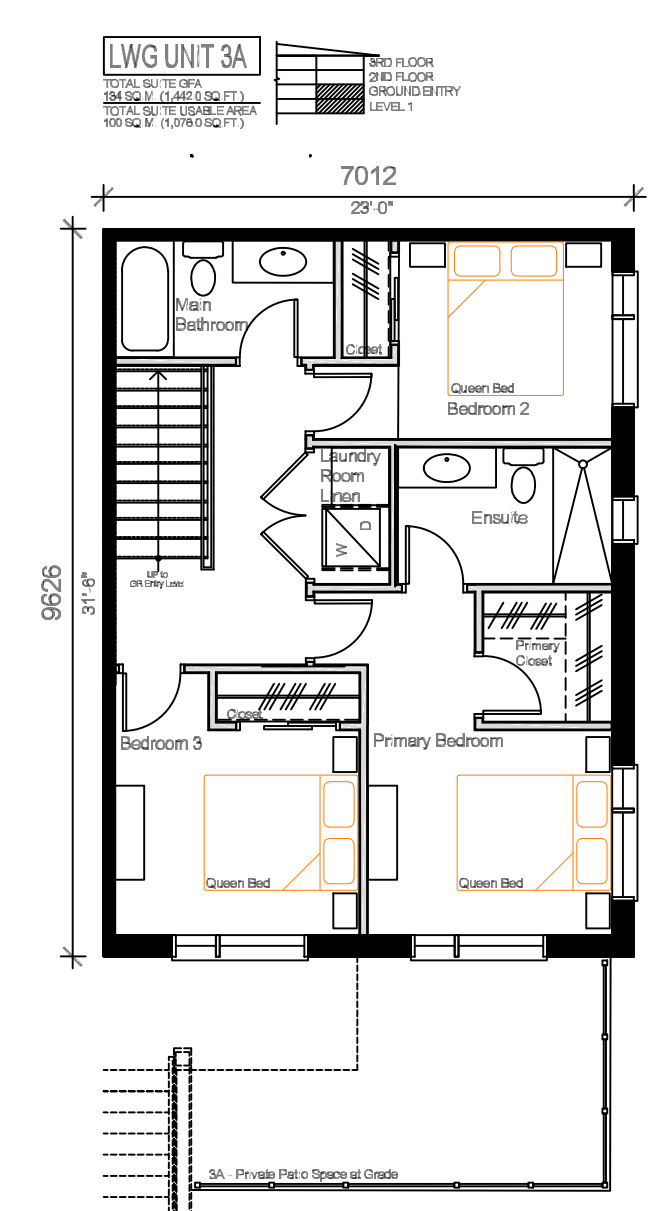 LWG UNIT 3A
TOTAL SUITE GFA
134 SQ.M. (1,442.0 SQ.FT.)
TOTAL SUITE USABLE AREA
100 SQ.M. (1,076.0 SQ.FT.)
3RD FLOOR
2ND FLOOR
GROUND ENTRY
LEVEL 1
7012
23'-0"
9626
31'-6"
Main
Bathroom
Closet
Queen Bed
Bedroom 2
Laundry
Room
Linen
W
D
Ensuite
UP to
GR.Entry Level
Primary
Closet
Closet
Bedroom 3
Primary Bedroom
Queen Bed
Queen Bed
3A - Private Patio Space at Grade